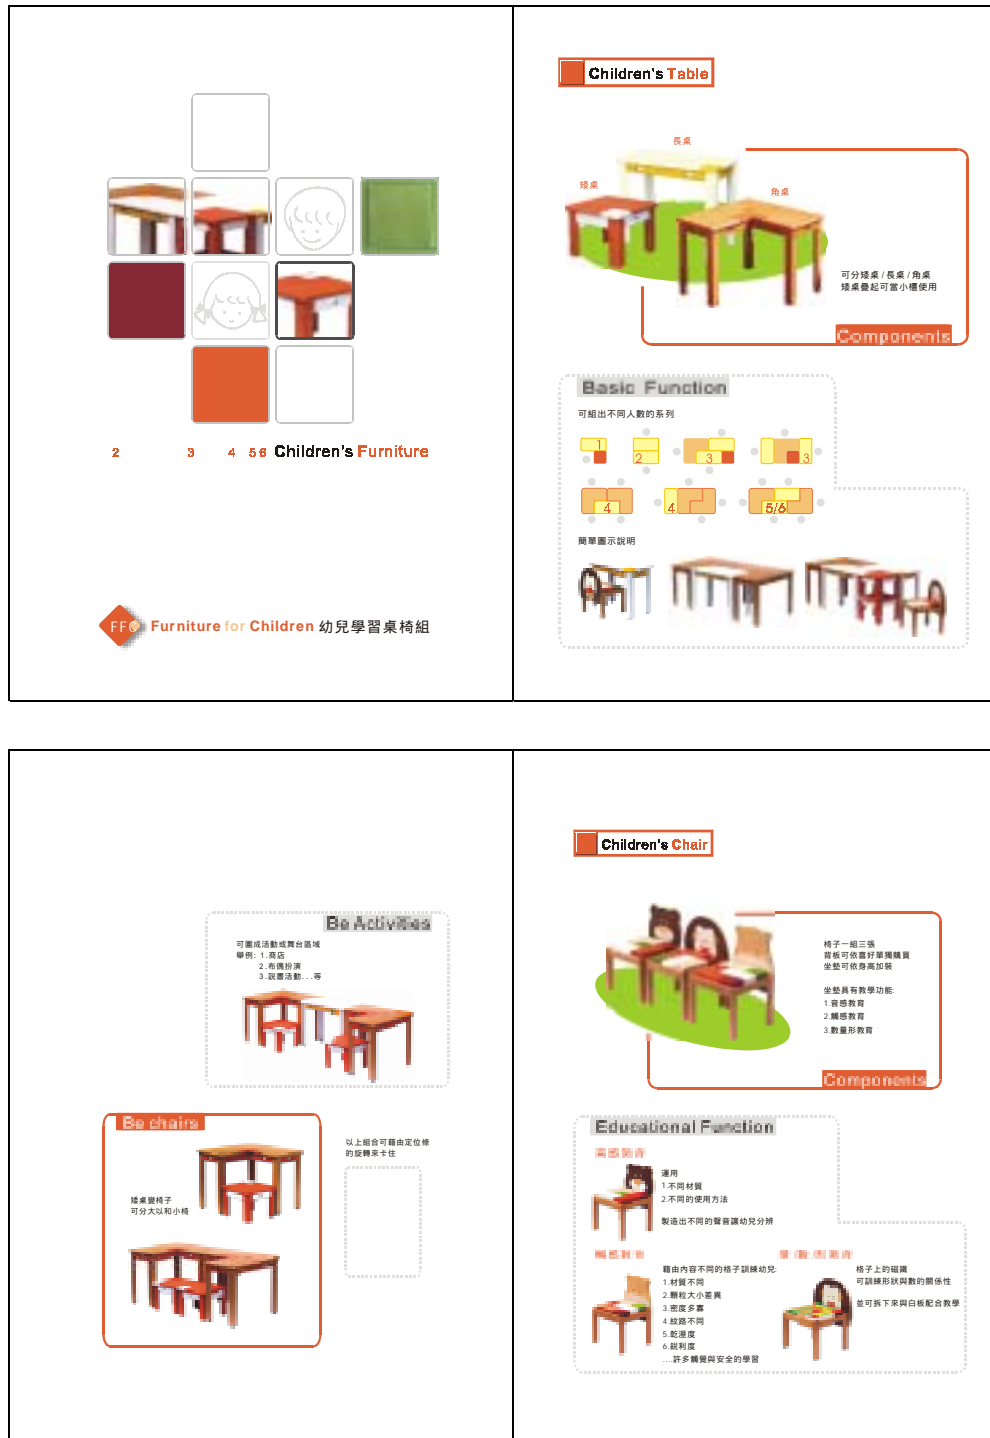 2 3 4 5 6 Children's Furniture
FFC Furniture for Children 幼兒學習桌椅組
Children's Table
長桌
矮桌
角桌
可分矮桌/長桌/角桌
矮桌疊起可當小櫃使用
Components
Basic Function
可組出不同人數的系列
1
2
3
3
4
4
5/6
簡單圖示說明
Be Activities
可圍成活動或舞台區域
舉例: 1.商店
2.布偶扮演
3.說書活動...等
Be chairs
矮桌變椅子
可分大以和小椅
以上組合可藉由定位條
的旋轉來卡住
Children's Chair
椅子一組三張
背板可依喜好單獨購買
坐墊可依身高加裝
坐墊具有教學功能:
1.音感教育
2.觸感教育
3.數量形教育
Components
Educational Function
音感教育
運用
1.不同材質
2.不同的使用方法
製造出不同的聲音讓幼兒分辨
觸感教育
藉由內容不同的格子訓練幼兒:
1.材質不同
2.顆粒大小差異
3.密度多寡
4.紋路不同
5.乾溼度
6.銳利度
....許多觸覺與安全的學習
格子上的磁鐵
可訓練形狀與數的關係性
並可拆下來與白板配合教學